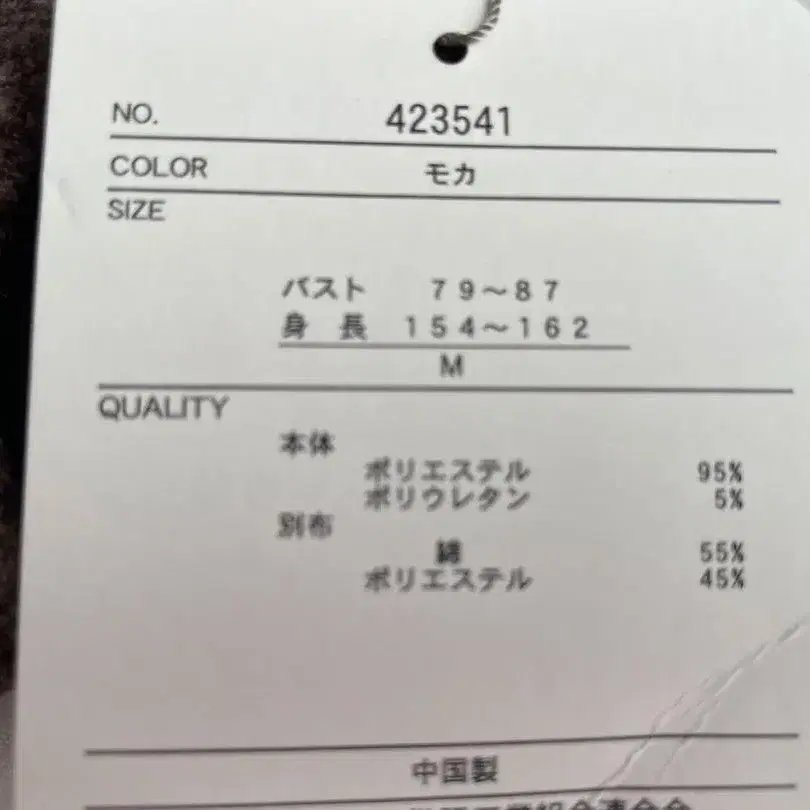 NO. 423541
COLOR モカ
SIZE
バスト 79〜87
身長 154〜162
M
QUALITY
本体
ポリエステル 95%
ポリウレタン 5%
別布
綿 55%
ポリエステル 45%
中国製